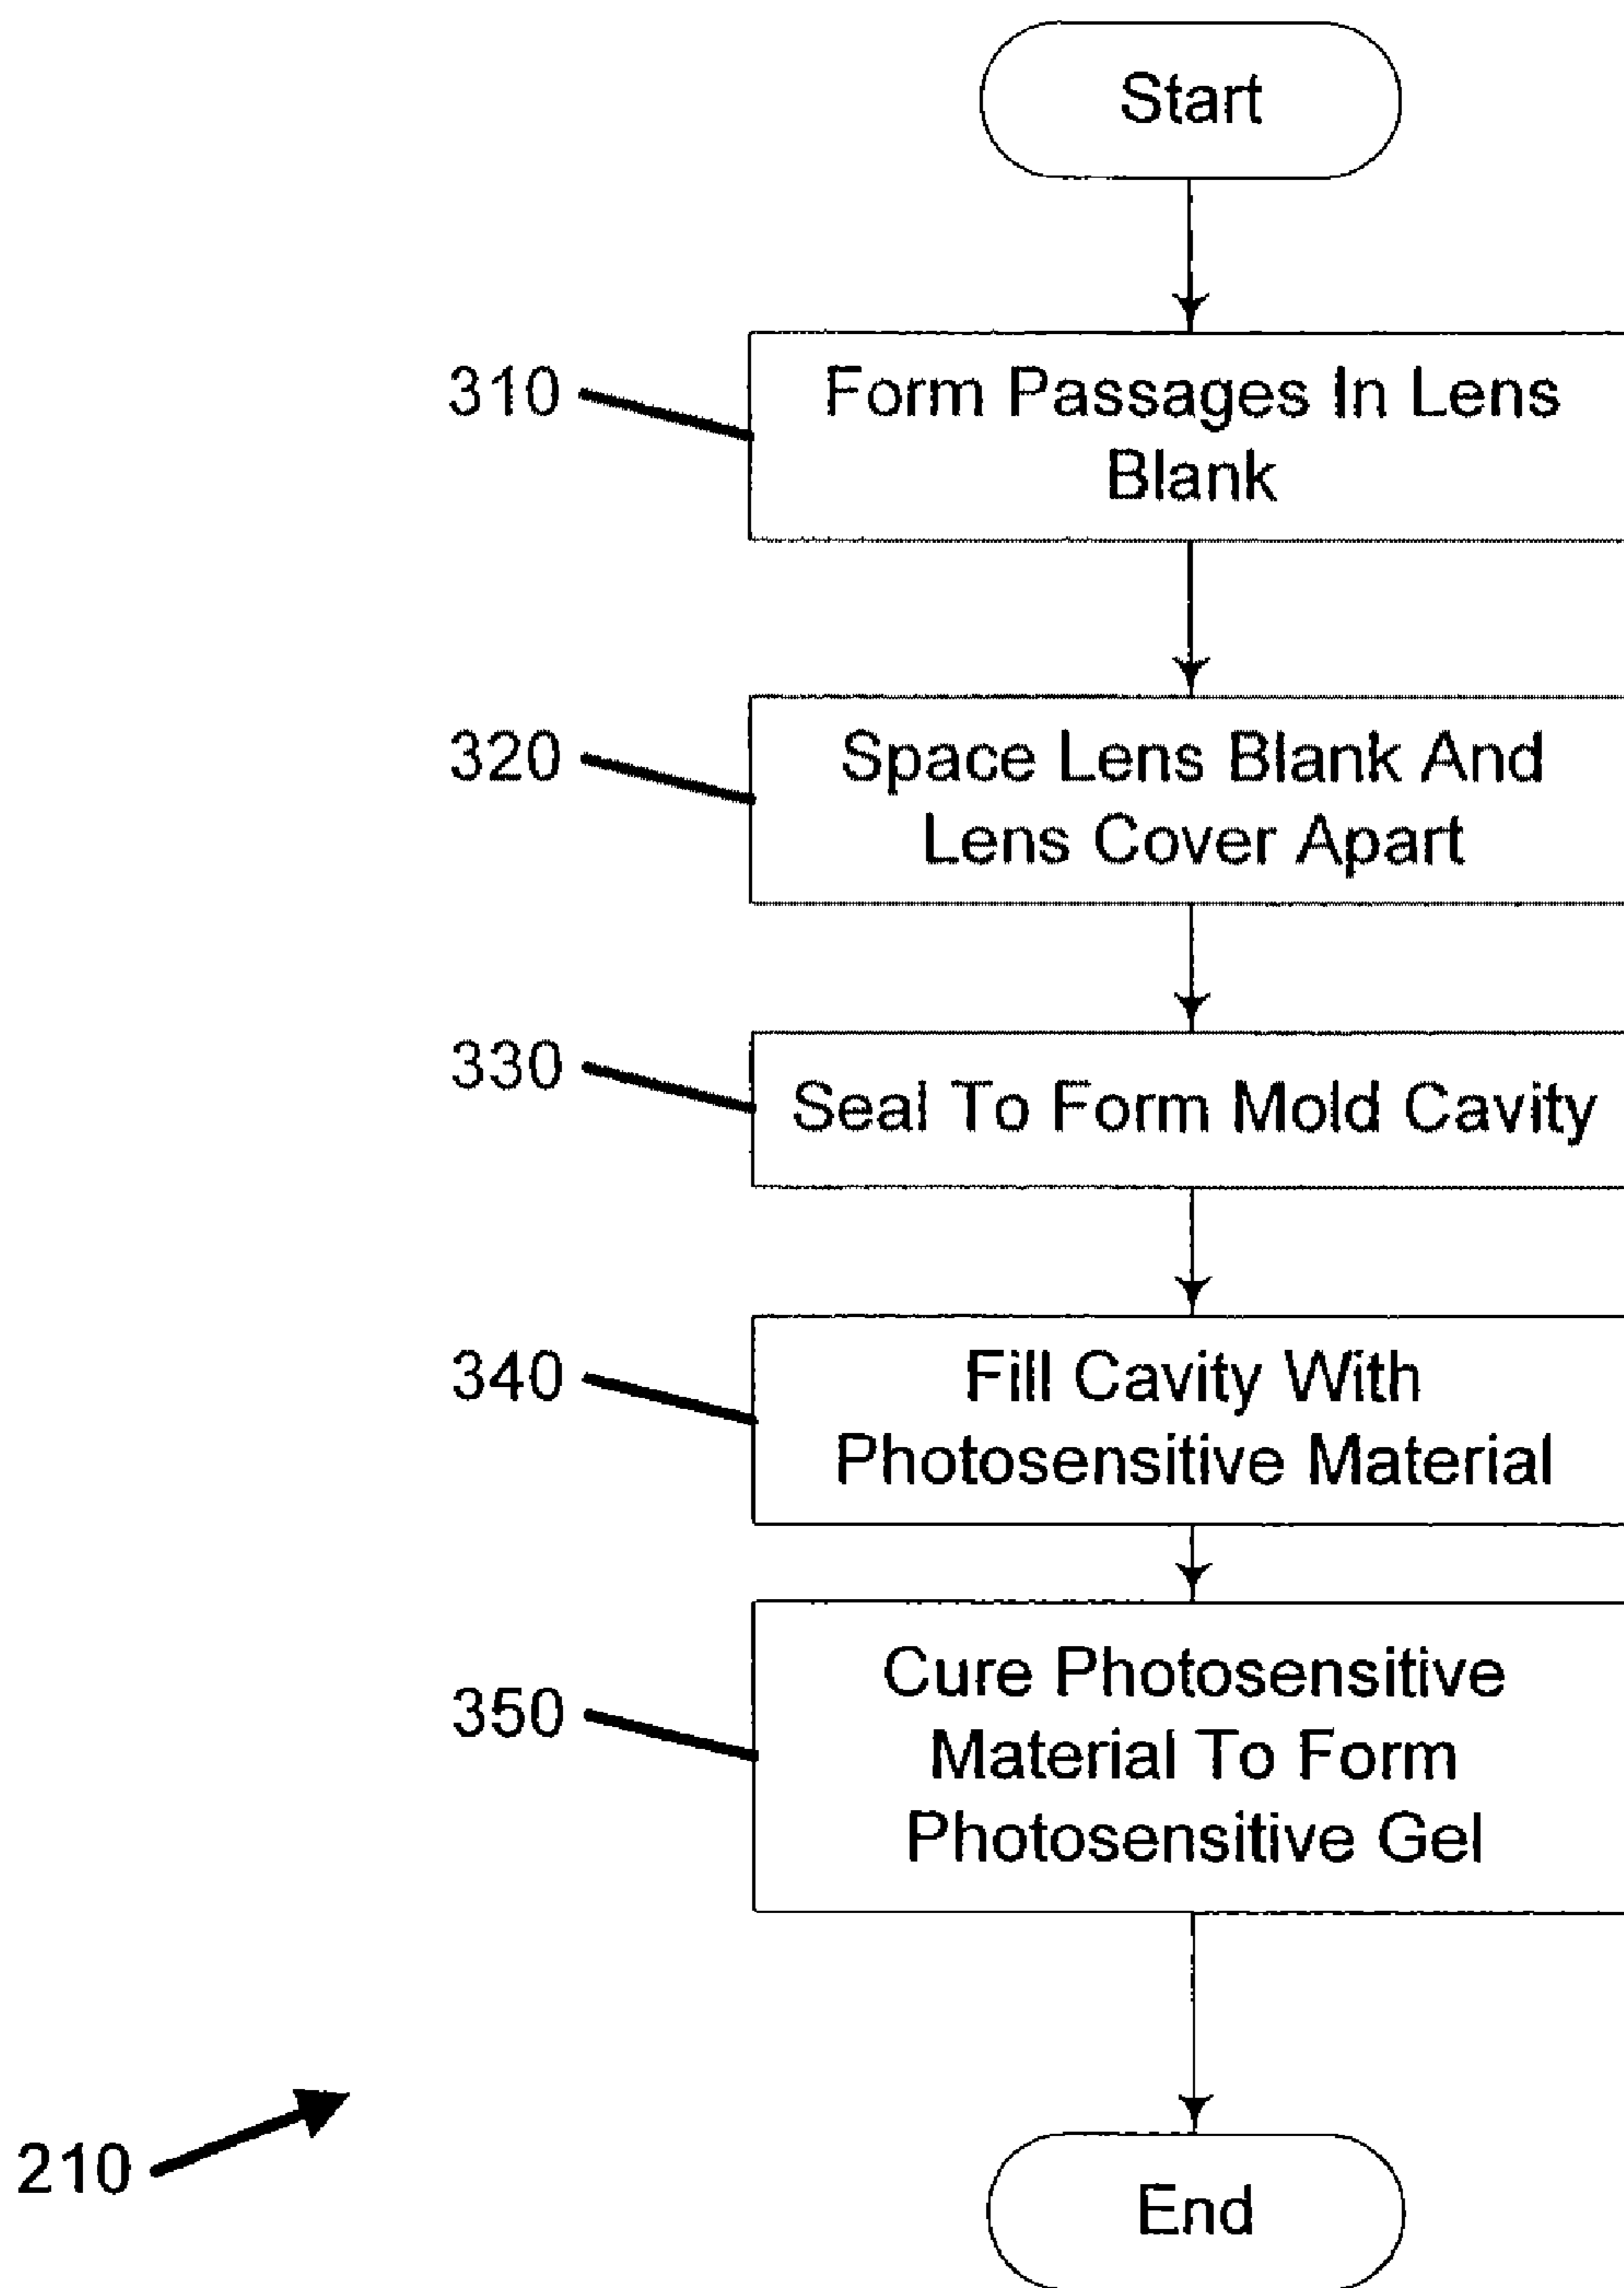 Start
310
Form Passages In Lens
Blank
320
Space Lens Blank And
Lens Cover Apart
330
Seal To Form Mold Cavity
340
Fill Cavity With
Photosensitive Material
350
Cure Photosensitive
Material To Form
Photosensitive Gel
210
End